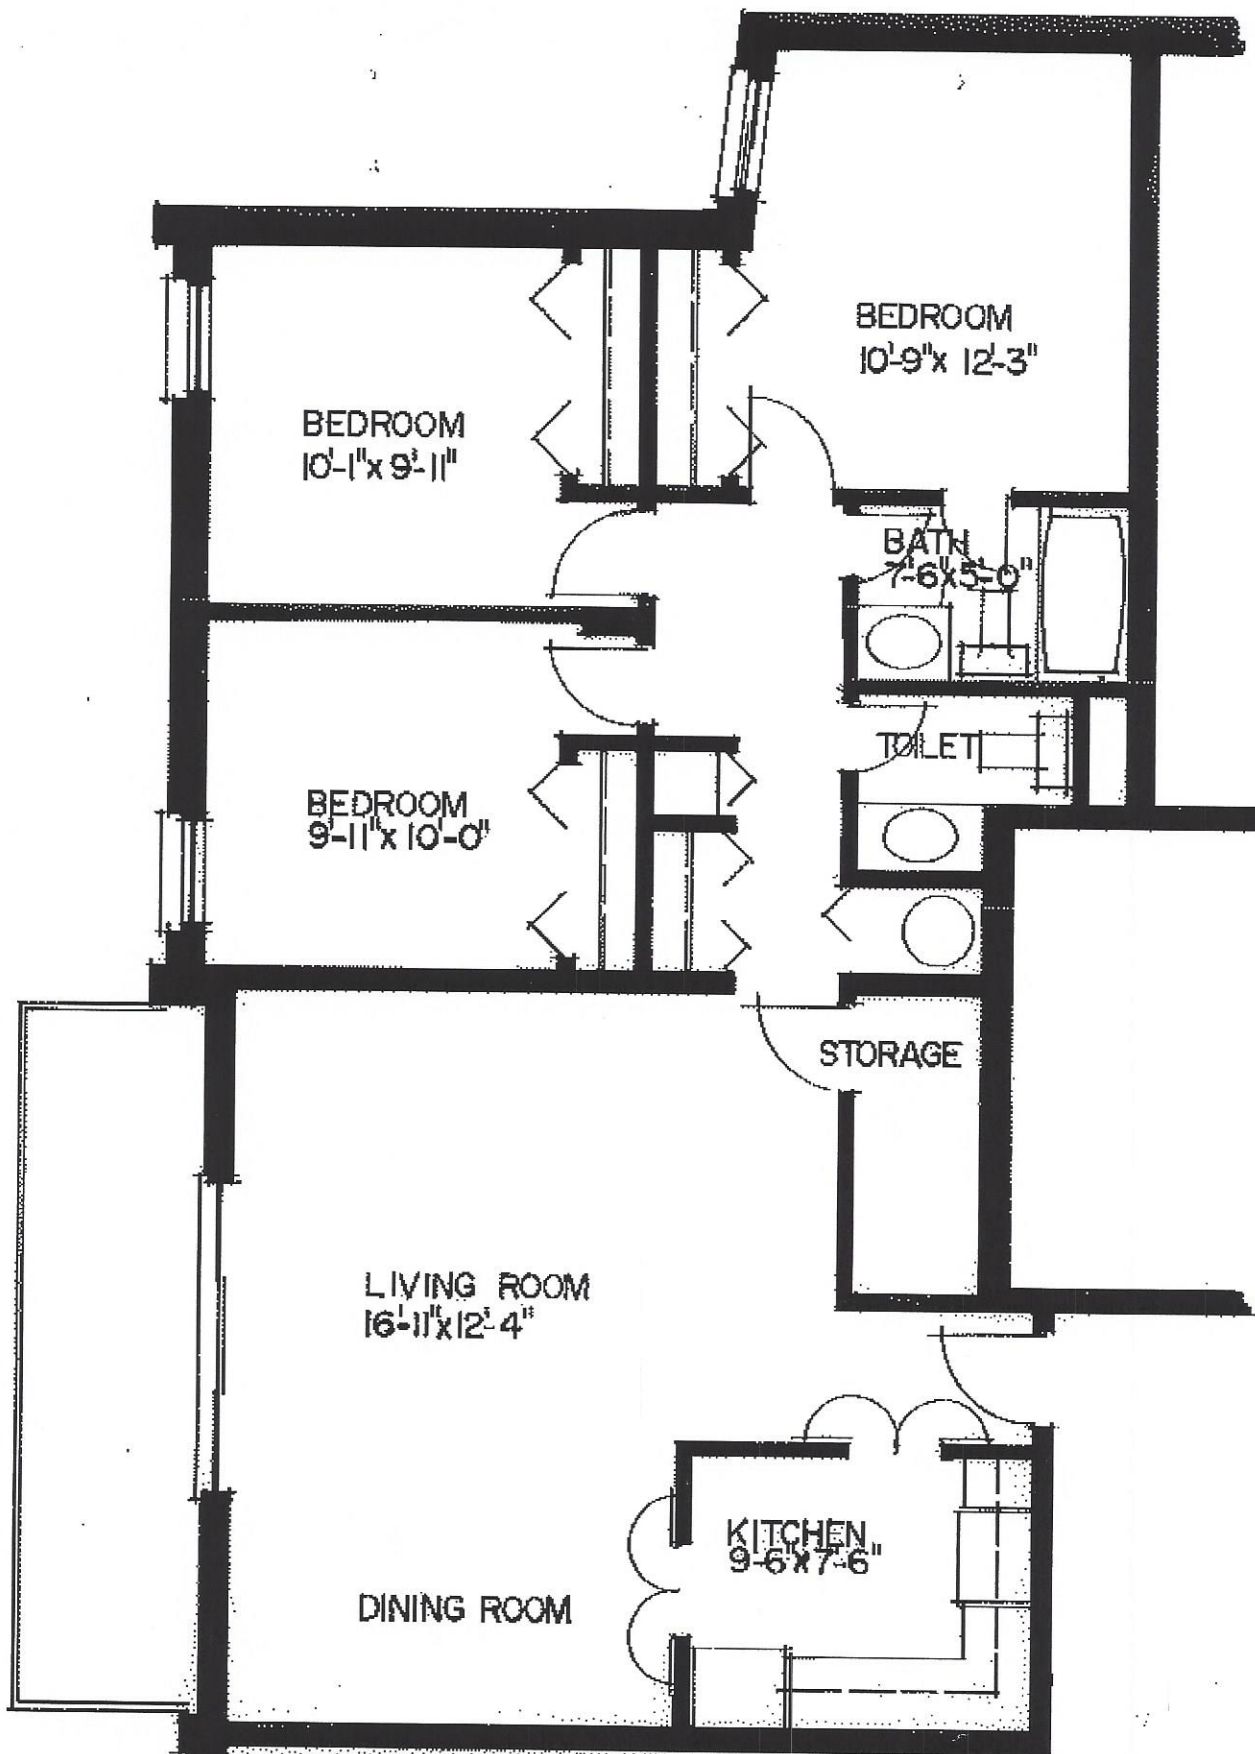 BEDROOM
10'-9"x 12'-3"
BEDROOM
10'-1"x 9'-11"
BATH
7'-6"x5'-0"
TOILET
BEDROOM
9'-11"x 10'-0"
STORAGE
LIVING ROOM
16'-11"x12'-4"
KITCHEN
9'-6"x7'-6"
DINING ROOM